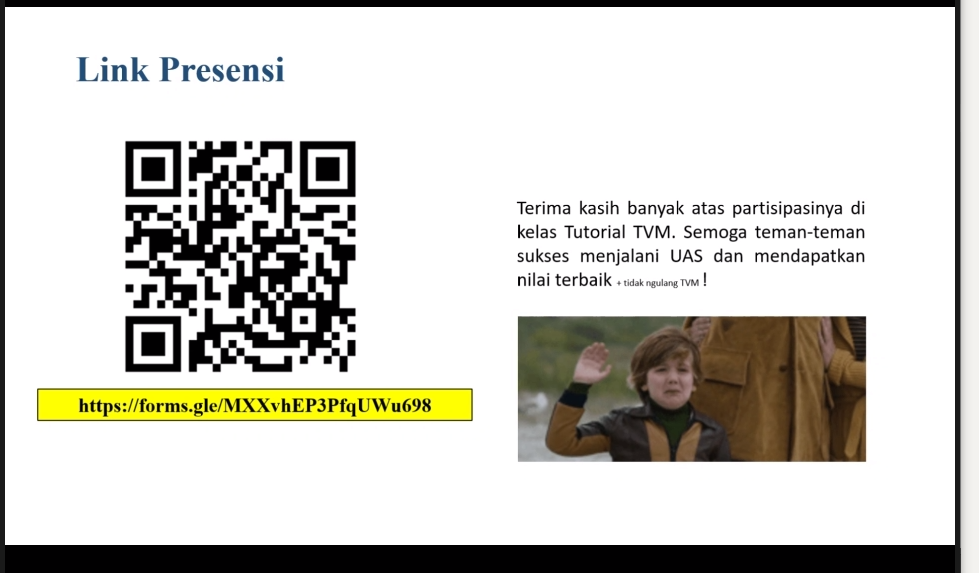 Link Presensi
https://forms.gle/MXXvhEP3PfqUWu698
Terima kasih banyak atas partisipasinya di
kelas Tutorial TVM. Semoga teman-teman
sukses menjalani UAS dan mendapatkan
nilai terbaik + tidak ngulang TVM !